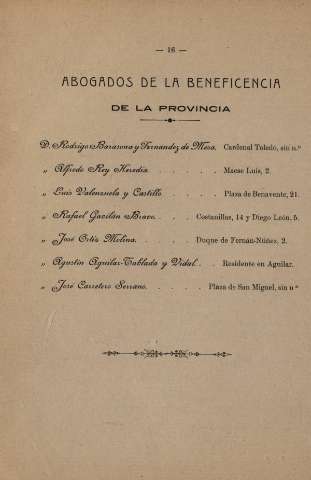 — 16 —
ABOGADOS DE LA BENEFICENCIA
DE LA PROVINCIA
D. Rodrigo Barasona y Fernández de Mesa. Cardenal Toledo, sin n.º
„ Alfredo Rey Heredia. . . . . Maese Luis, 2.
„ Luis Valenzuela y Castillo. . . . . Plaza de Benavente, 21.
„ Rafael Gavilán Bravo. . . . . Costanillas, 14 y Diego León, 5.
„ José Ortiz Molina. . . . . Duque de Fernán-Núñez. 2.
„ Agustín Aguilar-Tablada y Vidal. . . Residente en Aguilar.
„ José Carretero Serrano. . . . . Plaza de San Miguel, sin n.º